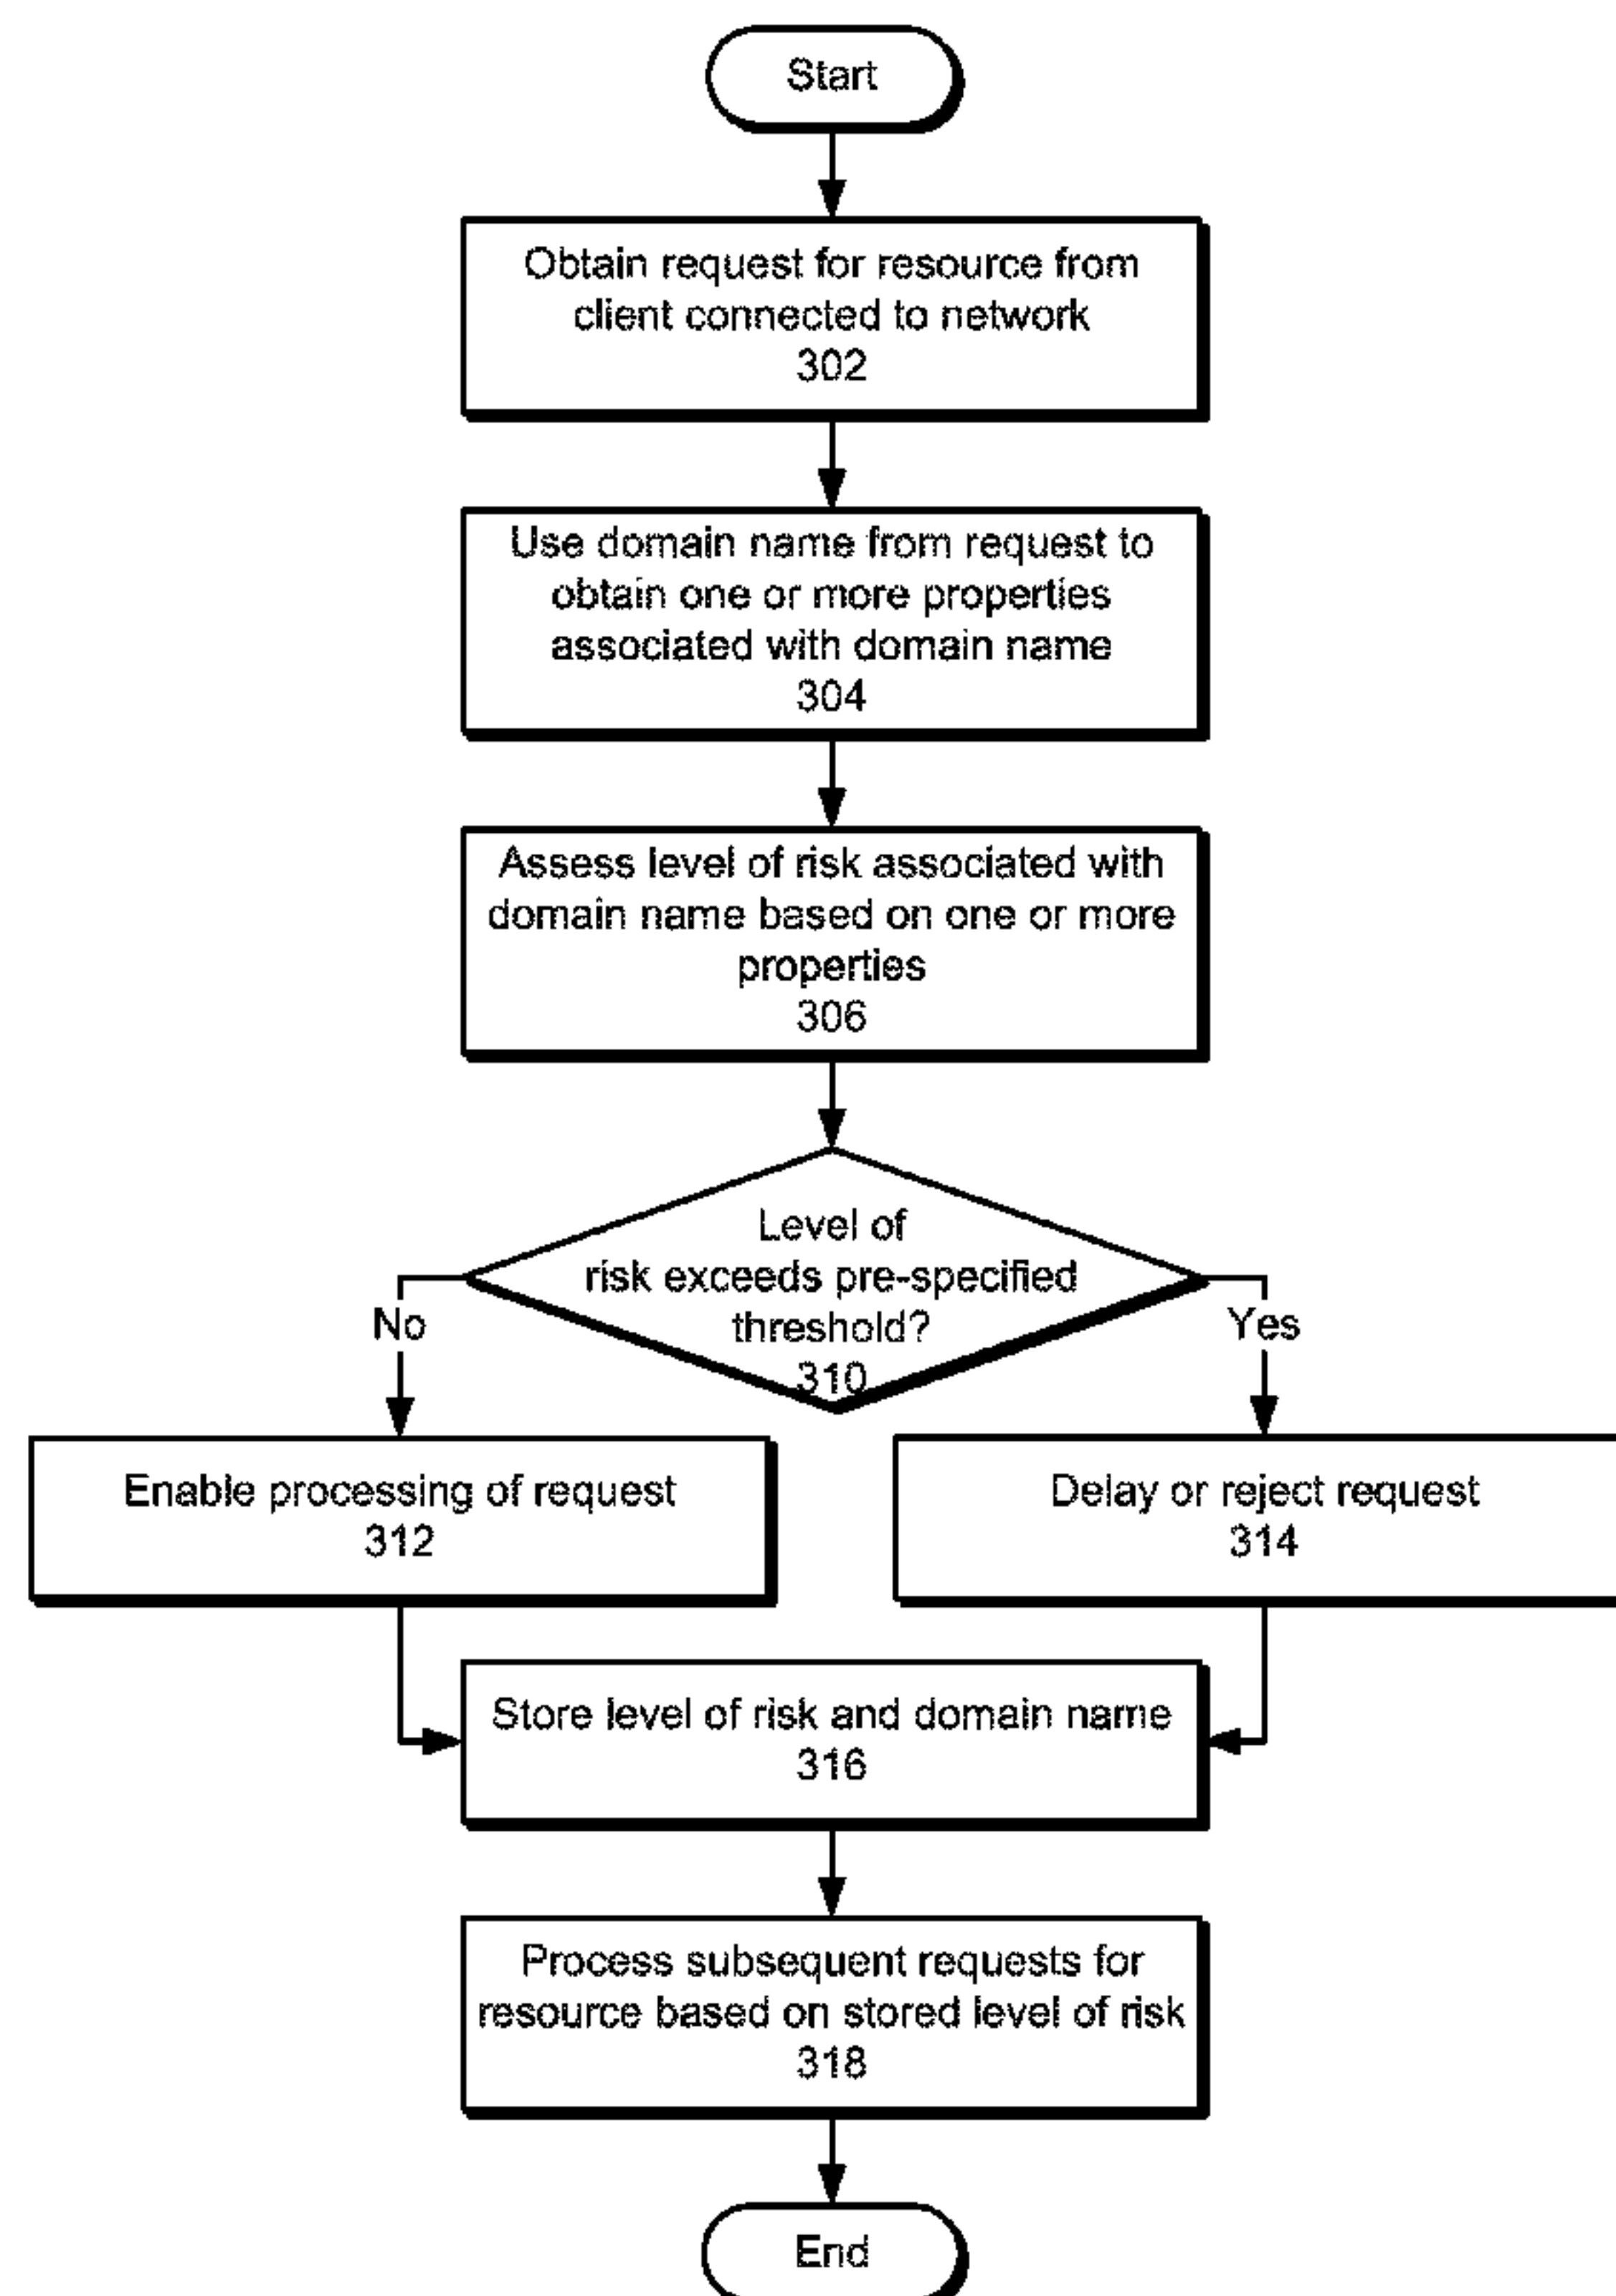 Start
Obtain request for resource from
client connected to network
302
Use domain name from request to
obtain one or more properties
associated with domain name
304
Assess level of risk associated with
domain name based on one or more
properties
306
Level of
risk exceeds pre-specified
threshold?
310
No
Yes
Enable processing of request
312
Delay or reject request
314
Store level of risk and domain name
316
Process subsequent requests for
resource based on stored level of risk
318
End